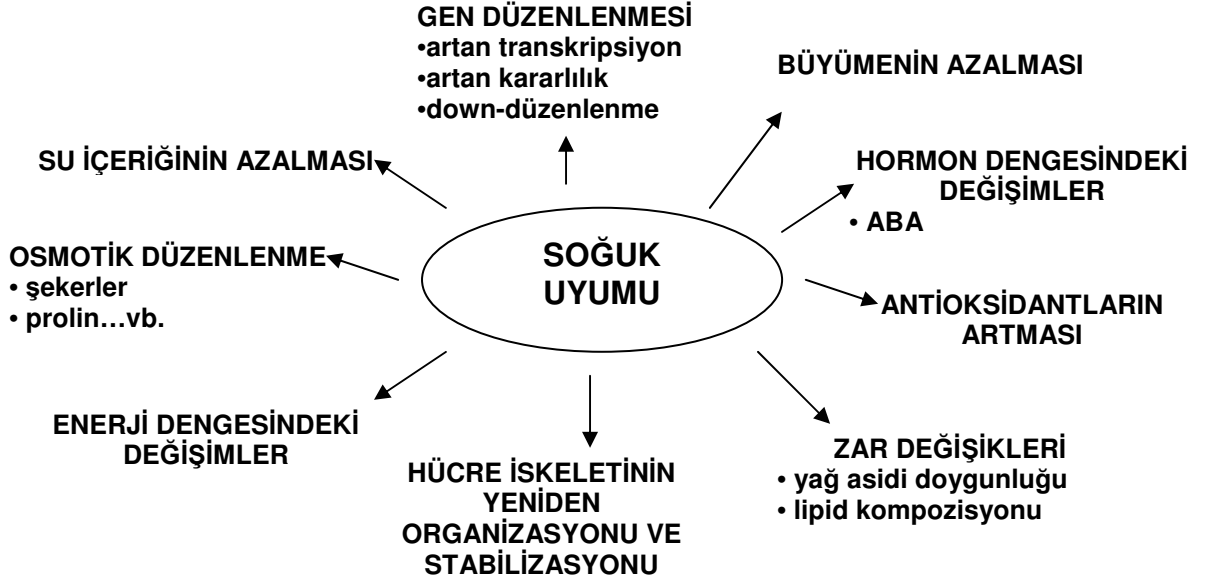 GEN DÜZENLENMESİ
•artan transkripsiyon
•artan kararlılık
•down-düzenlenme
BÜYÜMENİN AZALMASI
SU İÇERİĞİNİN AZALMASI
HORMON DENGESİNDEKİ
DEĞİŞİMLER
• ABA
OSMOTİK DÜZENLENME
• şekerler
• prolin…vb.
SOĞUK
UYUMU
ANTİOKSİDANTLARIN
ARTMASI
ENERJİ DENGESİNDEKİ
DEĞİŞİMLER
HÜCRE İSKELETİNİN
YENİDEN
ORGANİZASYONU VE
STABİLİZASYONU
ZAR DEĞİŞİKLERİ
• yağ asidi doygunluğu
• lipid kompozisyonu